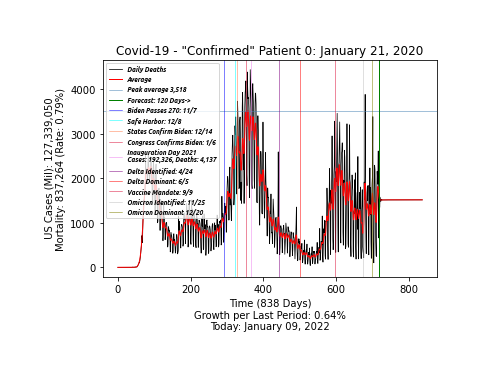 Covid-19 - "Confirmed" Patient 0: January 21, 2020
US Cases (Mil): 127,339,050
Mortality: 837,264 (Rate: 0.79%)
4000
3000
2000
1000
0
Daily Deaths
Average
Peak average 3,518
Forecast: 120 Days->
Biden Passes 270: 11/7
Safe Harbor: 12/8
States Confirm Biden: 12/14
Congress Confirms Biden: 1/6
Inauguration Day 2021
Cases: 192,326, Deaths: 4,137
Delta Identified: 4/24
Delta Dominant: 6/5
Vaccine Mandate: 9/9
Omicron Identified: 11/25
Omicron Dominant 12/20
0 200 400 600 800
Time (838 Days)
Growth per Last Period: 0.64%
Today: January 09, 2022